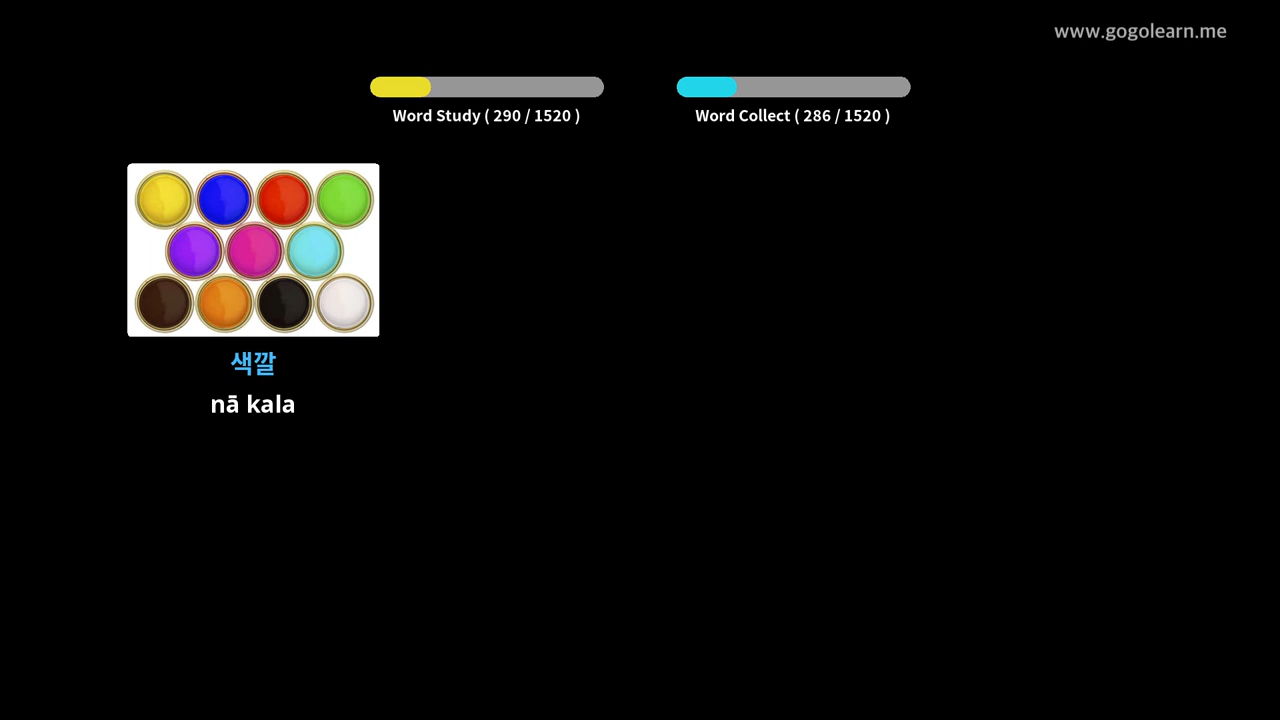 www.gogolearn.me
Word Study ( 290 / 1520 )
Word Collect ( 286 / 1520 )
색깔
nā kala